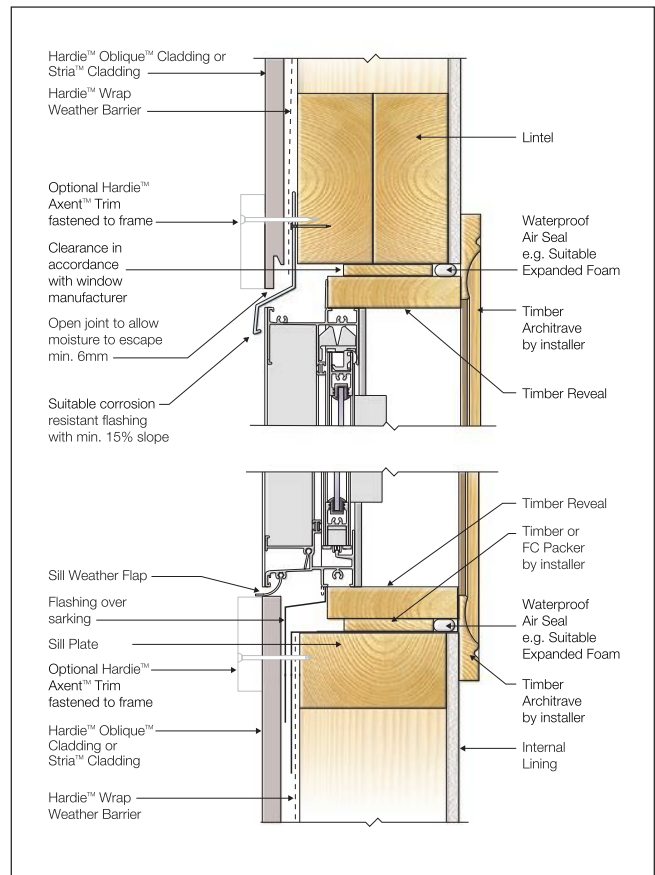 Hardie™ Oblique™ Cladding or
Stria™ Cladding
Hardie™ Wrap
Weather Barrier
Optional Hardie™
Axent™ Trim
fastened to frame
Clearance in
accordance
with window
manufacturer
Open joint to allow
moisture to escape
min. 6mm
Suitable corrosion
resistant flashing
with min. 15% slope
Lintel
Waterproof
Air Seal
e.g. Suitable
Expanded Foam
Timber
Architrave
by installer
Timber Reveal
Sill Weather Flap
Flashing over
sarking
Sill Plate
Optional Hardie™
Axent™ Trim
fastened to frame
Hardie™ Oblique™
Cladding or
Stria™ Cladding
Hardie™ Wrap
Weather Barrier
Timber Reveal
Timber or
FC Packer
by installer
Waterproof
Air Seal
e.g. Suitable
Expanded Foam
Timber
Architrave
by installer
Internal
Lining